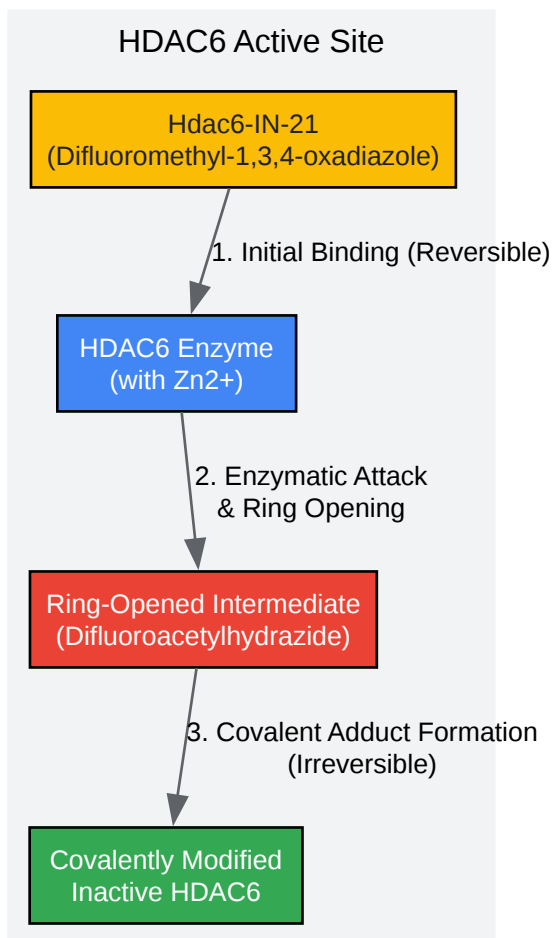 HDAC6 Active Site
Hdac6-IN-21
(Difluoromethyl-1,3,4-oxadiazole)
1. Initial Binding (Reversible)
HDAC6 Enzyme
(with Zn2+)
2. Enzymatic Attack
& Ring Opening
Ring-Opened Intermediate
(Difluoroacetylhydrazide)
3. Covalent Adduct Formation
(Irreversible)
Covalently Modified
Inactive HDAC6